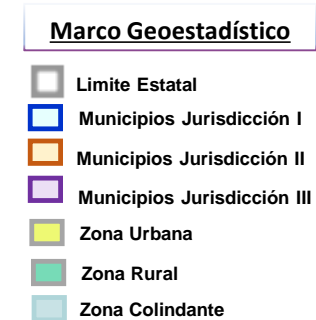 Marco Geoestadístico
Limite Estatal
Municipios Jurisdicción I
Municipios Jurisdicción II
Municipios Jurisdicción III
Zona Urbana
Zona Rural
Zona Colindante